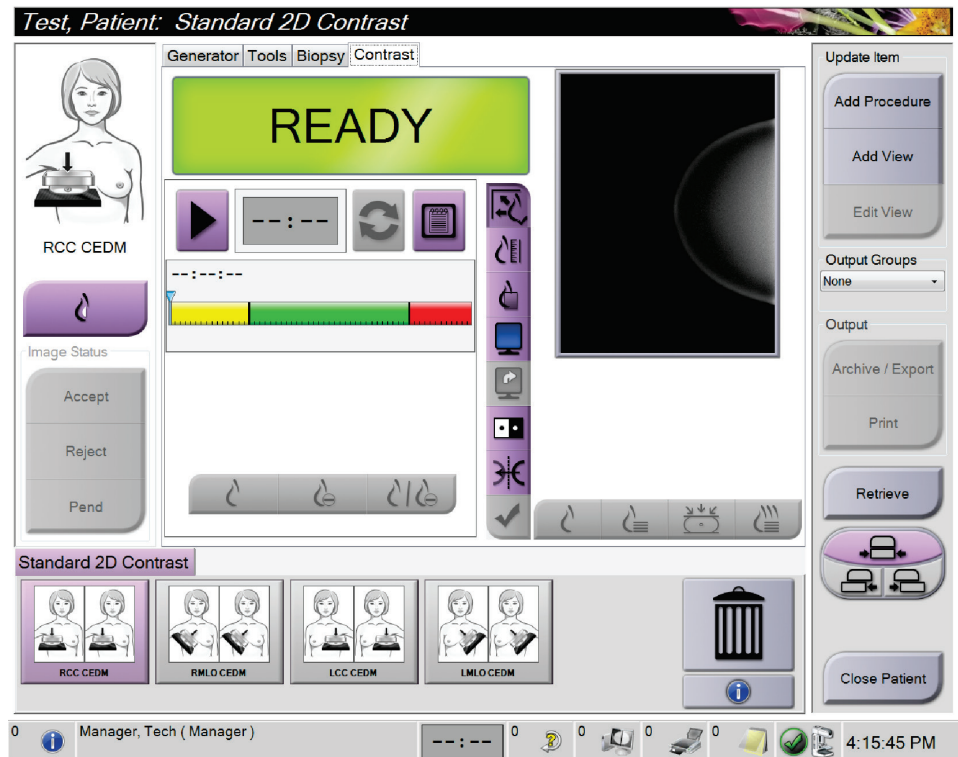 Test, Patient: Standard 2D Contrast
Generator Tools Biopsy Contrast
READY
--:--
--:--:--
RCC CEDM
Image Status
Accept
Reject
Pend
Update Item
Add Procedure
Add View
Edit View
Output Groups
None
Output
Archive / Export
Print
Retrieve
Close Patient
Standard 2D Contrast
RCC CEDM
RMLO CEDM
LCC CEDM
LMLO CEDM
0 Manager, Tech ( Manager ) --:-- 0 0 0 0 4:15:45 PM